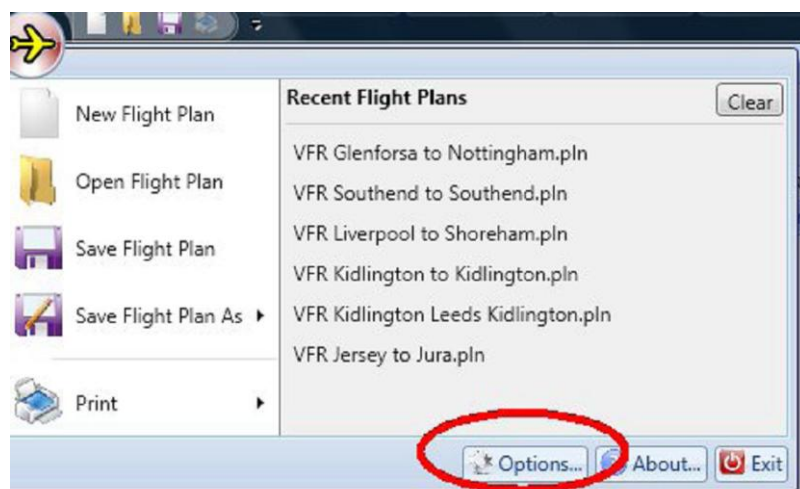 New Flight Plan
Open Flight Plan
Save Flight Plan
Save Flight Plan As
Print
Recent Flight Plans
Clear
VFR Glenforsa to Nottingham.pln
VFR Southend to Southend.pln
VFR Liverpool to Shoreham.pln
VFR Kidlington to Kidlington.pln
VFR Kidlington Leeds Kidlington.pln
VFR Jersey to Jura.pln
Options... About... Exit